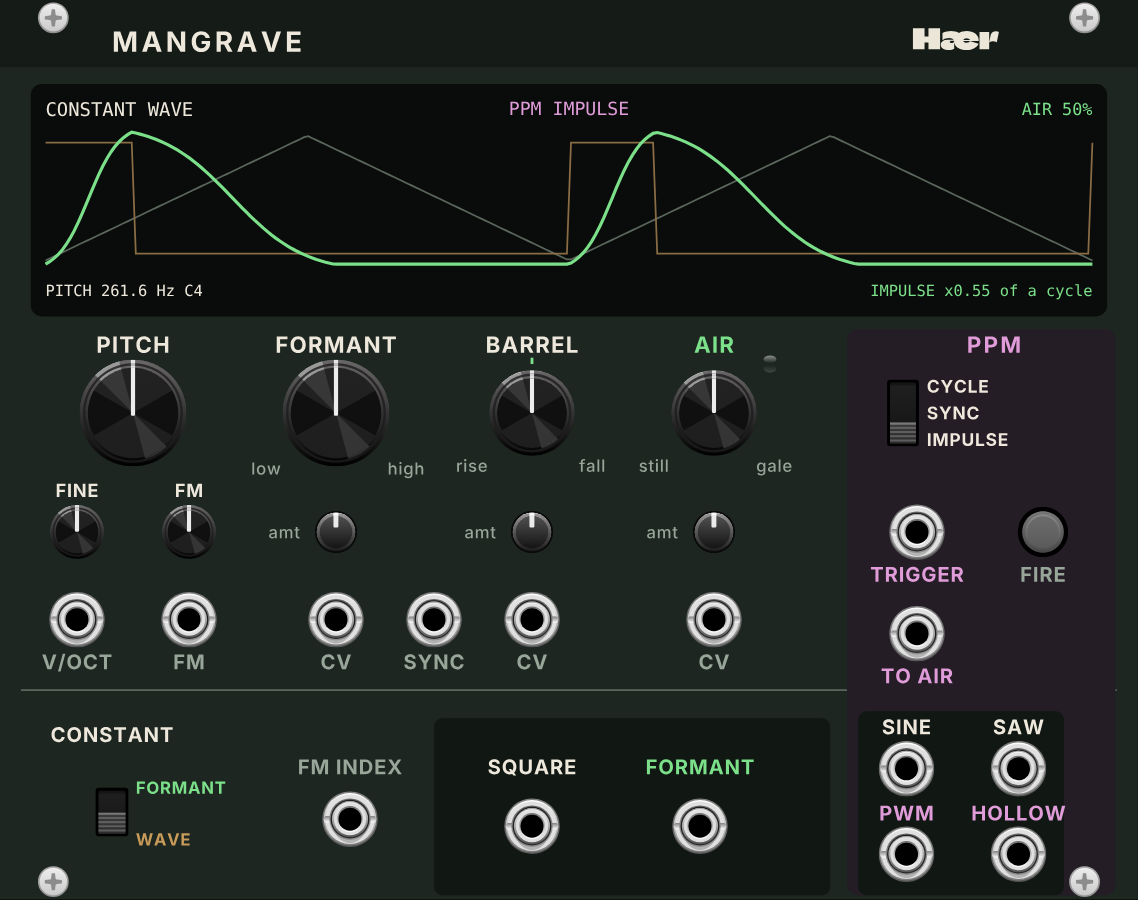 MANGRAVE
Hær
CONSTANT WAVE
PPM IMPULSE
AIR 50%
PITCH 261.6 Hz C4
IMPULSE x0.55 of a cycle
PITCH
FORMANT
BARREL
AIR
PPM
CYCLE
SYNC
IMPULSE
low
high
rise
fall
still
gale
FINE
FM
amt
amt
amt
TRIGGER
FIRE
V/OCT
FM
CV
SYNC
CV
CV
TO AIR
CONSTANT
FORMANT
WAVE
FM INDEX
SQUARE
FORMANT
SINE
SAW
PWM
HOLLOW